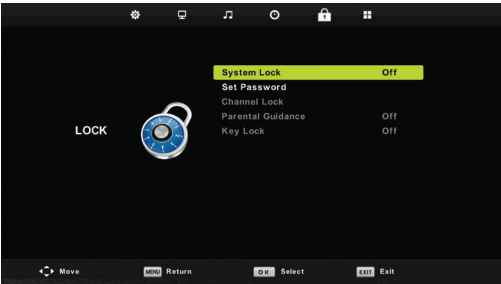 System Lock Off
Set Password
Channel Lock
Parental Guidance Off
Key Lock Off
LOCK
Move MENU Return OK Select EXIT Exit